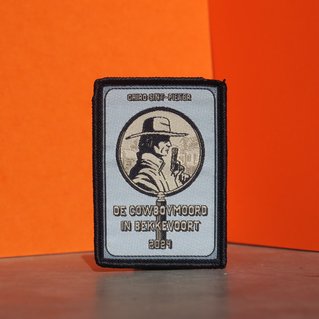 CHIRO SINT-PIETER
DE COWBOYMOORD
IN BEKKEVOORT
2024